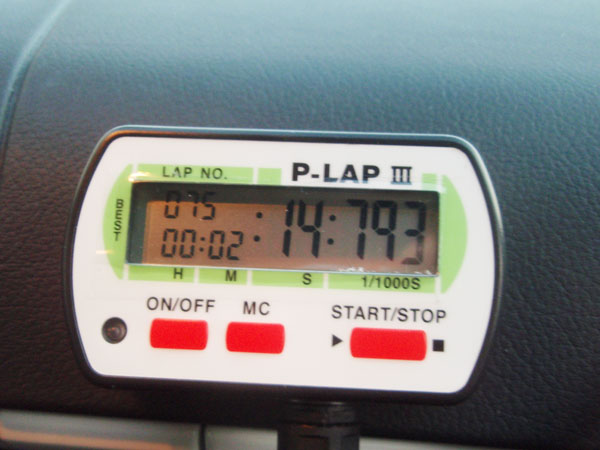 LAP NO. P-LAP III
BEST
075
00:02:14:793
H M S 1/1000S
ON/OFF MC START/STOP